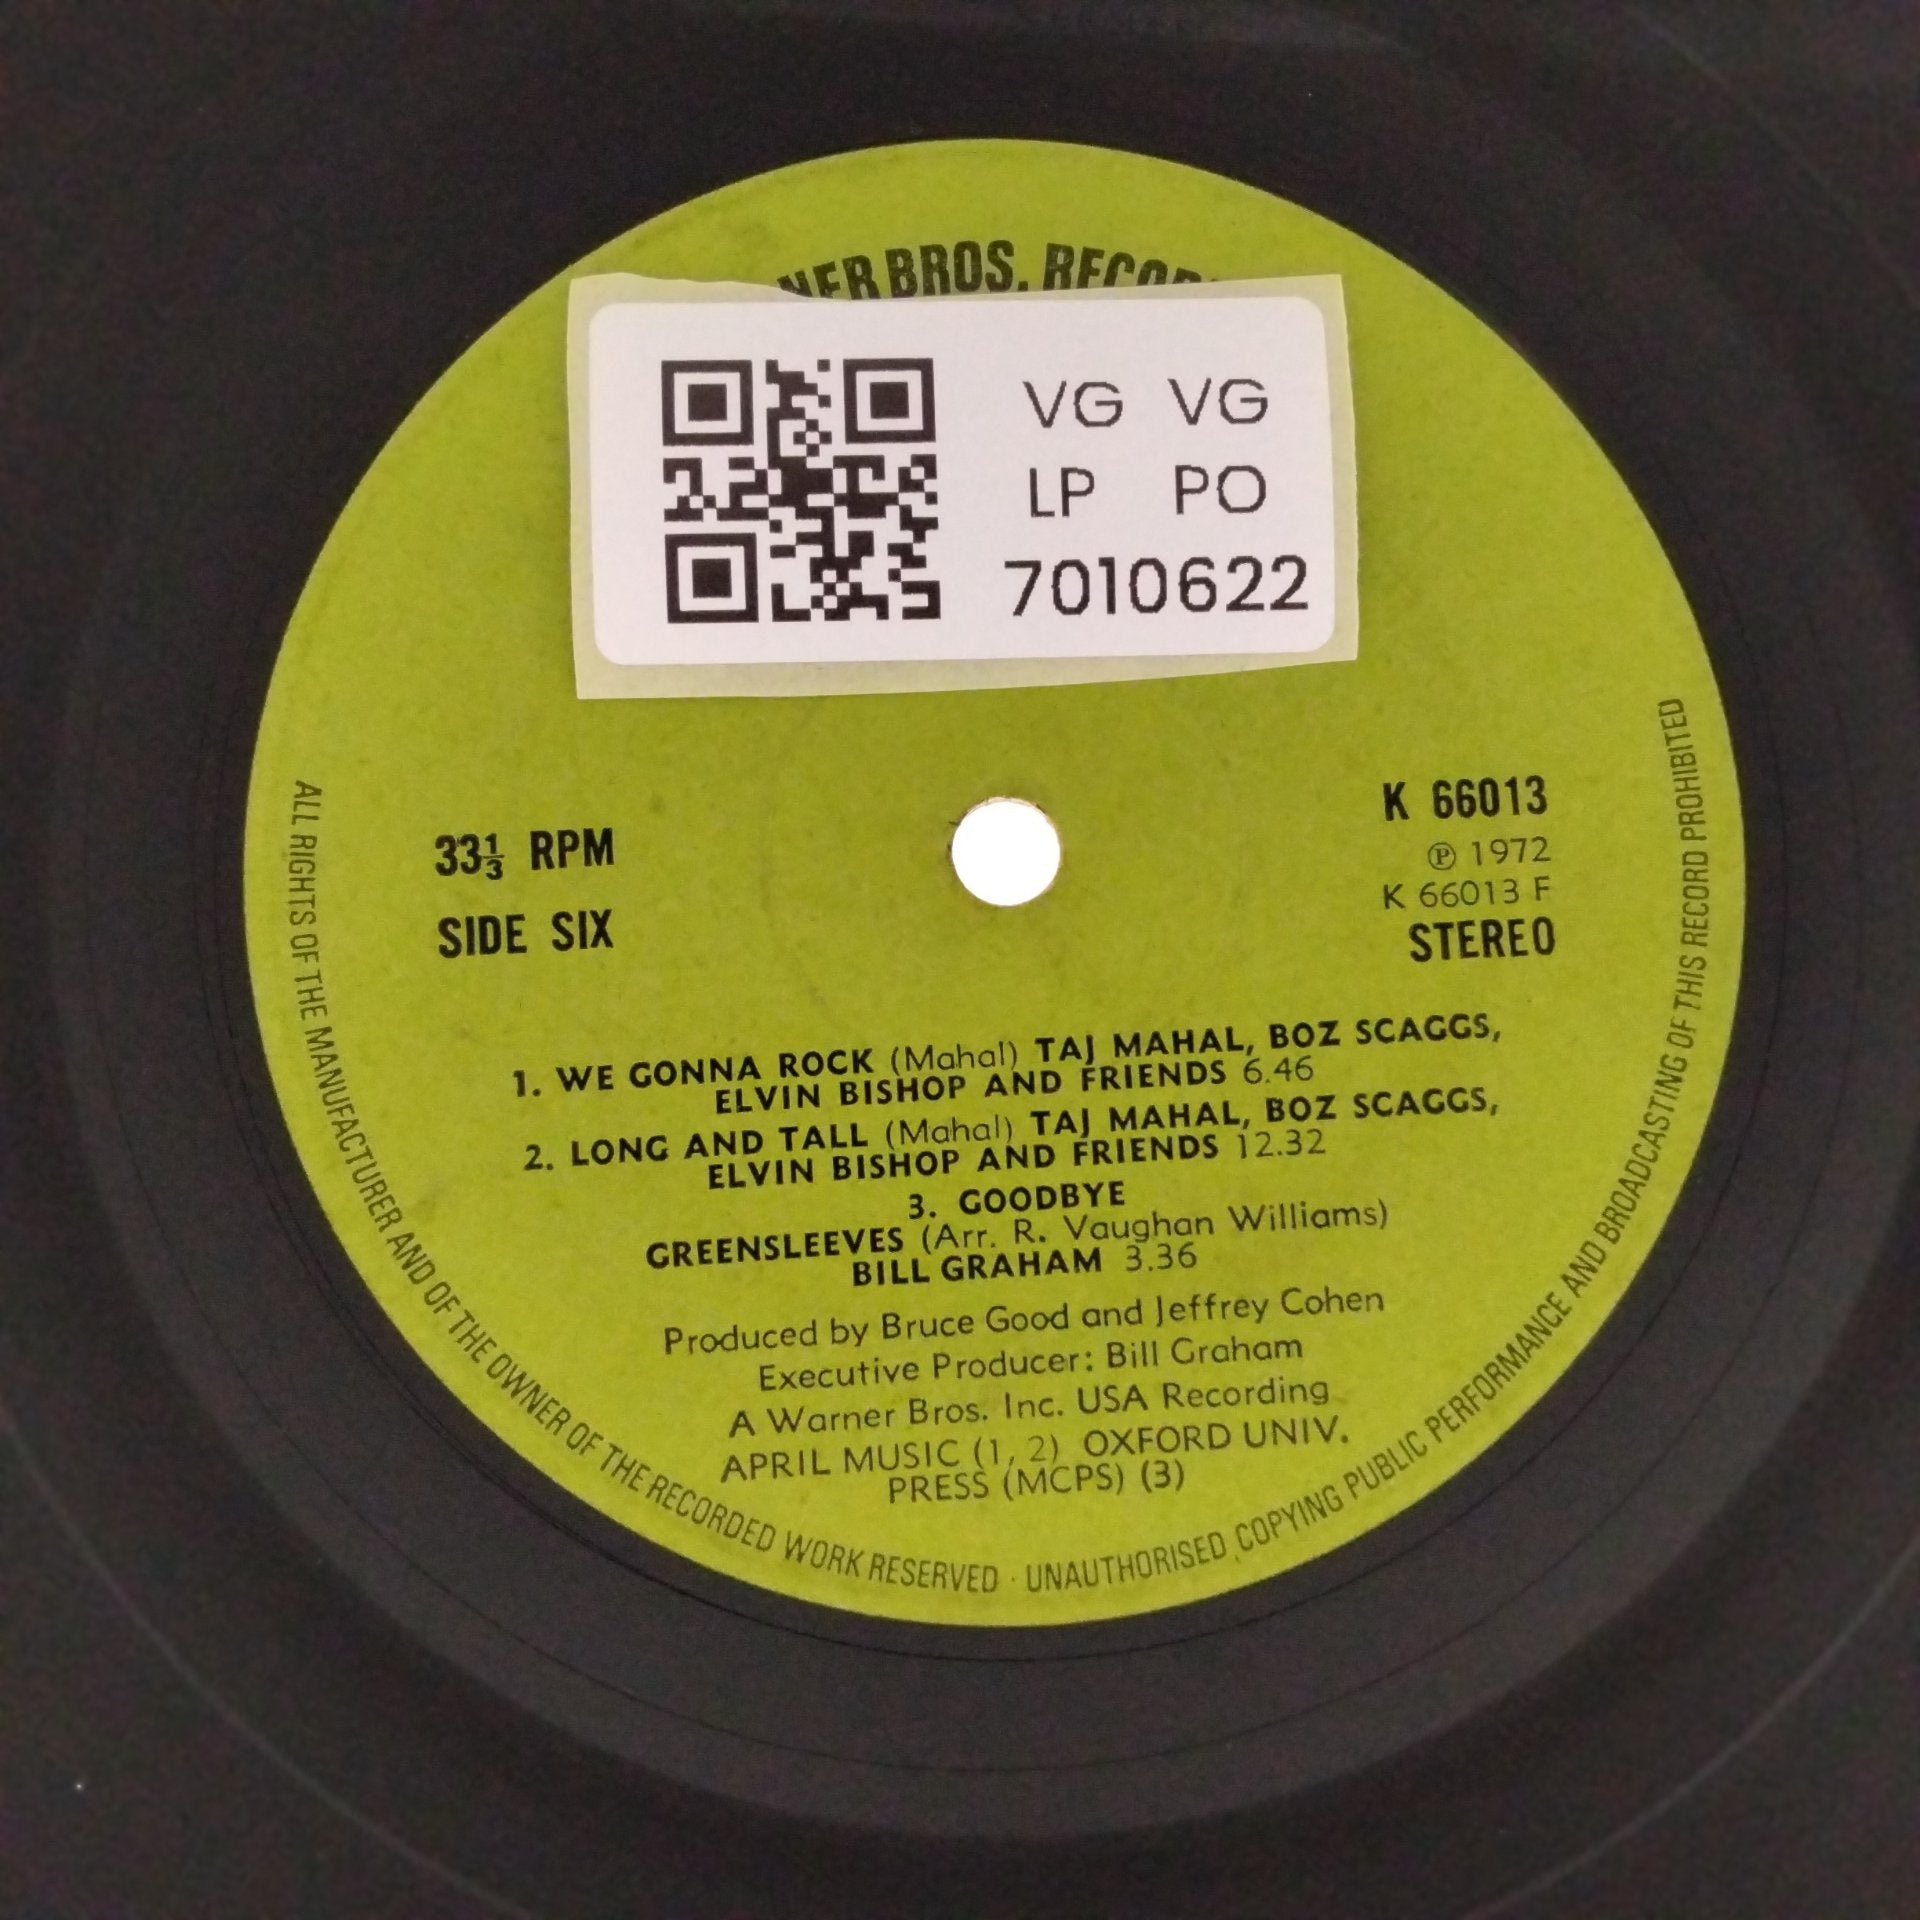 BROS.
VG VG
LP PO
7010622
33⅓ RPM
SIDE SIX
K 66013
℗ 1972
K 66013 F
STEREO
1. WE GONNA ROCK (Mahal) TAJ MAHAL, BOZ SCAGGS,
ELVIN BISHOP AND FRIENDS 6.46
2. LONG AND TALL (Mahal) TAJ MAHAL, BOZ SCAGGS,
ELVIN BISHOP AND FRIENDS 12.32
3. GOODBYE
GREENSLEEVES (Arr. R. Vaughan Williams)
BILL GRAHAM 3.36
Produced by Bruce Good and Jeffrey Cohen
Executive Producer: Bill Graham
A Warner Bros. Inc. USA Recording
APRIL MUSIC (1, 2) OXFORD UNIV.
PRESS (MCPS) (3)
ALL RIGHTS OF THE MANUFACTURER AND OF THE OWNER OF THE RECORDED WORK RESERVED · UNAUTHORISED COPYING PUBLIC PERFORMANCE AND BROADCASTING OF THIS RECORD PROHIBITED